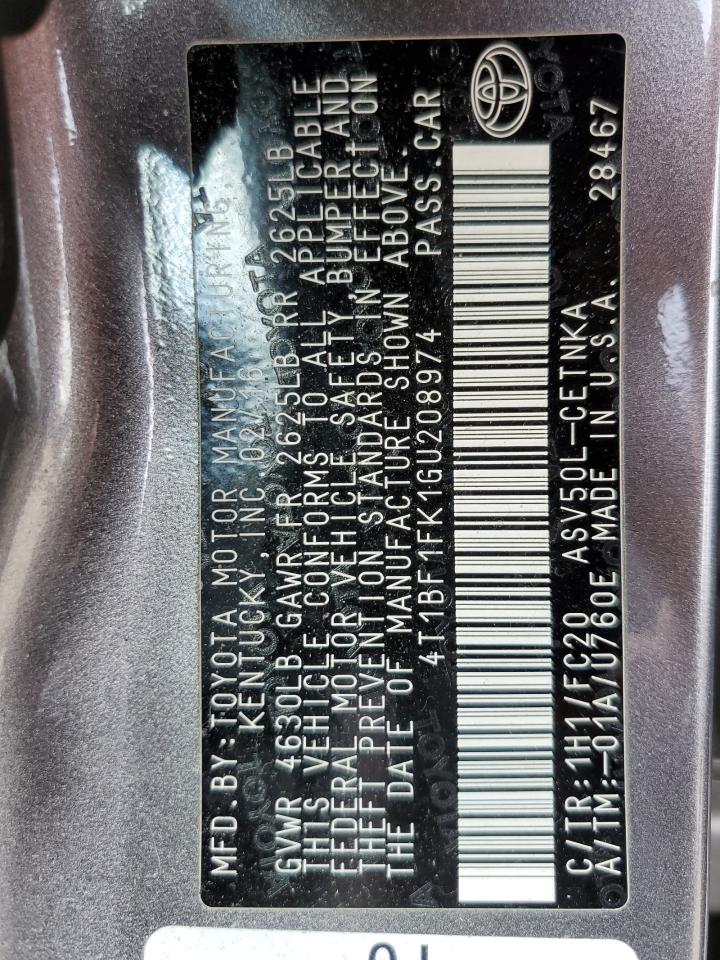 MFD.BY:TOYOTA MOTOR MANUFACTURING,
KENTUCKY, INC 02/16
GVWR 4630LB GAWR FR 2625LB RR 2625LB
THIS VEHICLE CONFORMS TO ALL APPLICABLE
FEDERAL MOTOR VEHICLE SAFETY, BUMPER AND
THEFT PREVENTION STANDARDS IN EFFECT ON
THE DATE OF MANUFACTURE SHOWN ABOVE.
4T1BF1FK1GU208974 PASS.CAR
C/TR:1H1/FC20 ASV50L-CETNKA
A/TM:-01A/U760E MADE IN U.S.A. 28467